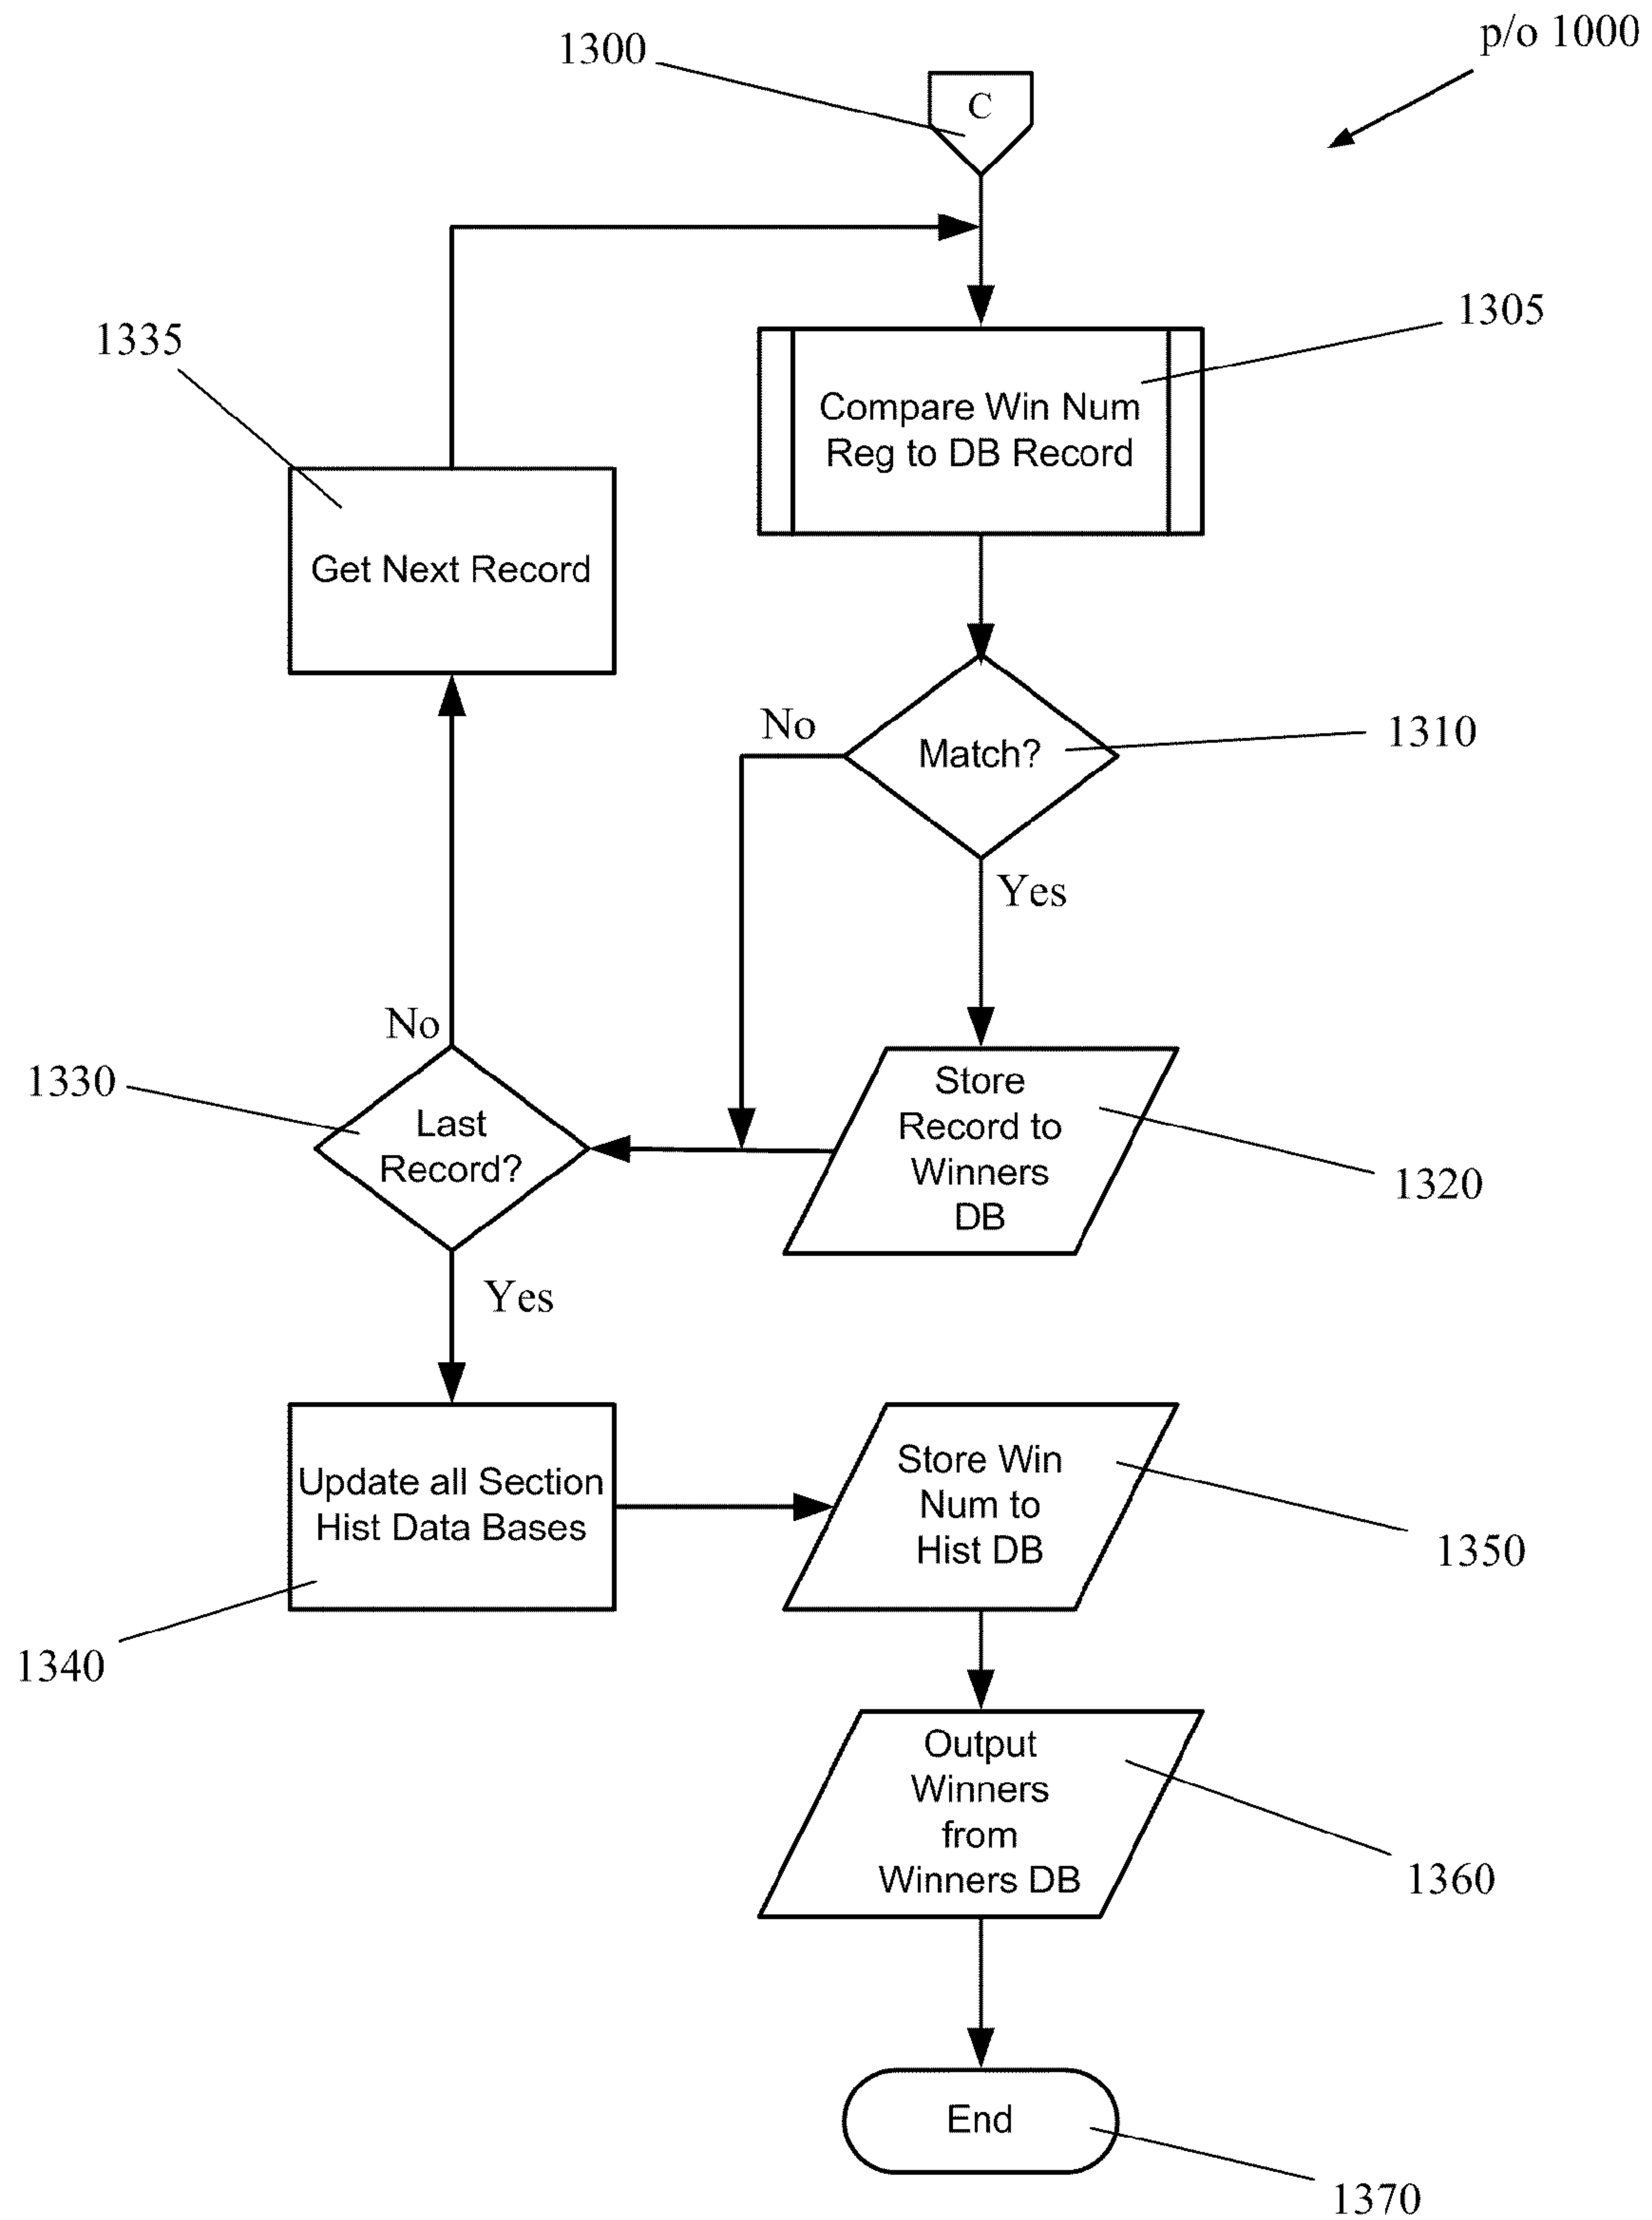 p/o 1000
1300
C
1305
1335
Compare Win Num
Reg to DB Record
Get Next Record
No
Match?
1310
Yes
No
1330
Last
Record?
Store
Record to
Winners
DB
1320
Yes
Update all Section
Hist Data Bases
Store Win
Num to
Hist DB
1350
1340
Output
Winners
from
Winners DB
1360
End
1370